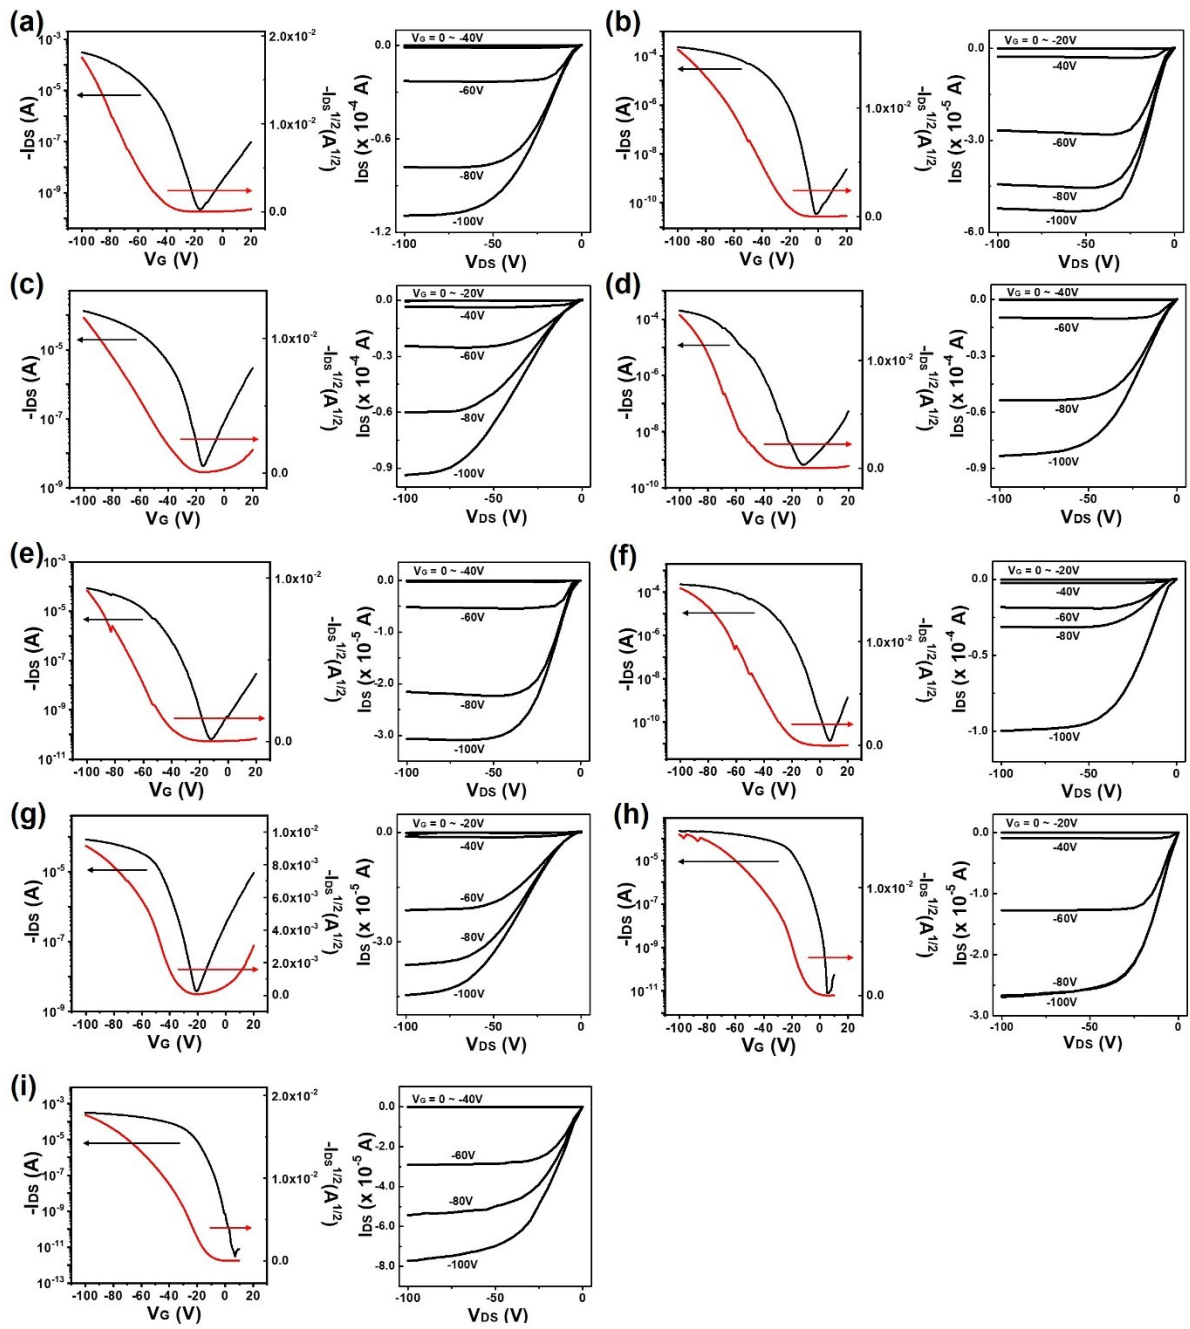 (a)
10⁻³
10⁻⁵
10⁻⁷
10⁻⁹
-IDS (A)
-100 -80 -60 -40 -20 0 20
VG (V)
2.0x10⁻²
1.0x10⁻²
0.0
-IDS^1/2(A^1/2)
VG = 0 ~ -40V
-60V
-80V
-100V
0.0
-0.6
-1.2
IDS (x 10⁻⁴ A)
-100 -50 0
VDS (V)
(b)
10⁻⁴
10⁻⁶
10⁻⁸
10⁻¹⁰
-IDS (A)
-100 -80 -60 -40 -20 0 20
VG (V)
1.0x10⁻²
0.0
-IDS^1/2(A^1/2)
VG = 0 ~ -20V
-40V
-60V
-80V
-100V
0.0
-3.0
-6.0
IDS (x 10⁻⁵ A)
-100 -50 0
VDS (V)
(c)
10⁻⁵
10⁻⁷
10⁻⁹
-IDS (A)
-100 -80 -60 -40 -20 0 20
VG (V)
1.0x10⁻²
0.0
-IDS^1/2(A^1/2)
VG = 0 ~ -20V
-40V
-60V
-80V
-100V
0.0
-0.3
-0.6
-0.9
IDS (x 10⁻⁴ A)
-100 -50 0
VDS (V)
(d)
10⁻⁴
10⁻⁶
10⁻⁸
10⁻¹⁰
-IDS (A)
-100 -80 -60 -40 -20 0 20
VG (V)
1.0x10⁻²
0.0
-IDS^1/2(A^1/2)
VG = 0 ~ -40V
-60V
-80V
-100V
0.0
-0.3
-0.6
-0.9
IDS (x 10⁻⁴ A)
-100 -50 0
VDS (V)
(e)
10⁻³
10⁻⁵
10⁻⁷
10⁻⁹
10⁻¹¹
-IDS (A)
-100 -80 -60 -40 -20 0 20
VG (V)
1.0x10⁻²
0.0
-IDS^1/2(A^1/2)
VG = 0 ~ -40V
-60V
-80V
-100V
0.0
-1.0
-2.0
-3.0
IDS (x 10⁻⁵ A)
-100 -50 0
VDS (V)
(f)
10⁻⁴
10⁻⁶
10⁻⁸
10⁻¹⁰
-IDS (A)
-100 -80 -60 -40 -20 0 20
VG (V)
1.0x10⁻²
0.0
-IDS^1/2(A^1/2)
VG = 0 ~ -20V
-40V
-60V
-80V
-100V
0.0
-0.5
-1.0
IDS (x 10⁻⁴ A)
-100 -50 0
VDS (V)
(g)
10⁻⁵
10⁻⁷
10⁻⁹
-IDS (A)
-100 -80 -60 -40 -20 0 20
VG (V)
1.0x10⁻²
8.0x10⁻³
6.0x10⁻³
4.0x10⁻³
2.0x10⁻³
0.0
-IDS^1/2(A^1/2)
VG = 0 ~ -20V
-40V
-60V
-80V
-100V
0.0
-3.0
IDS (x 10⁻⁵ A)
-100 -50 0
VDS (V)
(h)
10⁻⁵
10⁻⁷
10⁻⁹
10⁻¹¹
-IDS (A)
-100 -80 -60 -40 -20 0 20
VG (V)
1.0x10⁻²
0.0
-IDS^1/2(A^1/2)
VG = 0 ~ -20V
-40V
-60V
-80V
-100V
0.0
-1.0
-2.0
-3.0
IDS (x 10⁻⁵ A)
-100 -50 0
VDS (V)
(i)
10⁻³
10⁻⁵
10⁻⁷
10⁻⁹
10⁻¹¹
10⁻¹³
-IDS (A)
-100 -80 -60 -40 -20 0 20
VG (V)
2.0x10⁻²
1.0x10⁻²
0.0
-IDS^1/2(A^1/2)
VG = 0 ~ -40V
-60V
-80V
-100V
0.0
-2.0
-4.0
-6.0
-8.0
IDS (x 10⁻⁵ A)
-100 -50 0
VDS (V)